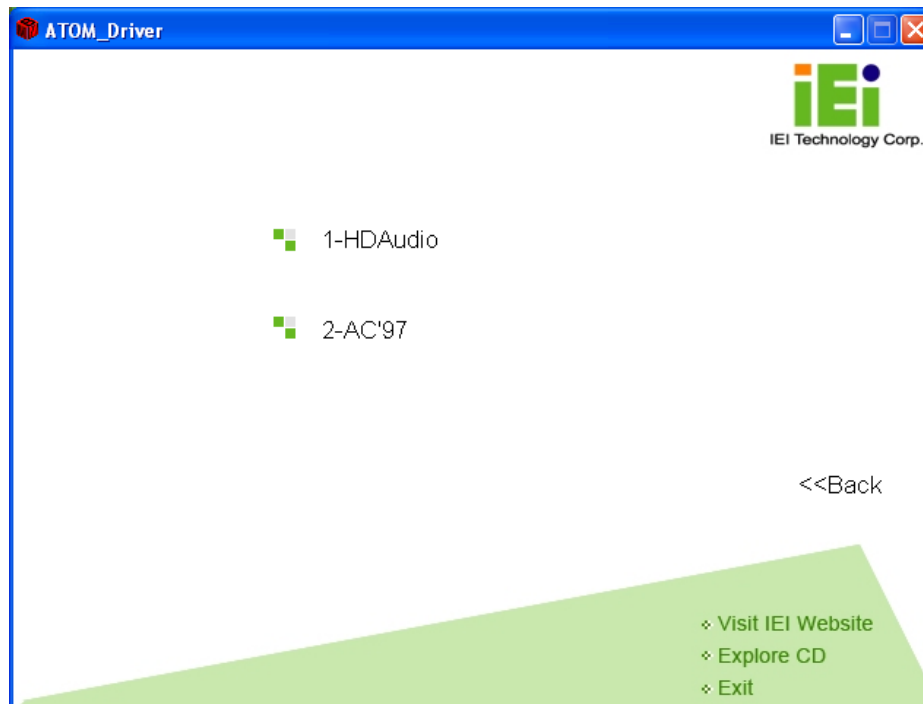 ATOM_Driver
iEi
IEI Technology Corp.
1-HDAudio
2-AC'97
<<Back
Visit IEI Website
Explore CD
Exit